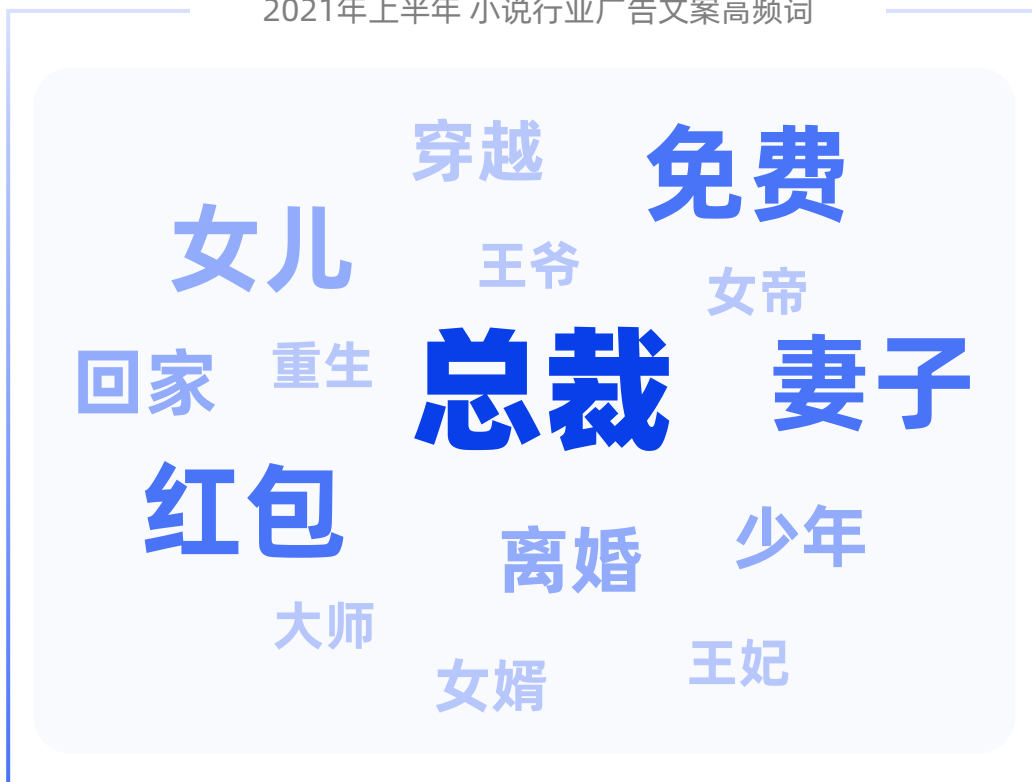 2021年上半年 小说行业广告文案高频词
穿越
免费
女儿
王爷
女帝
总裁
妻子
重生
回家
红包
少年
离婚
大师
王妃
女婿